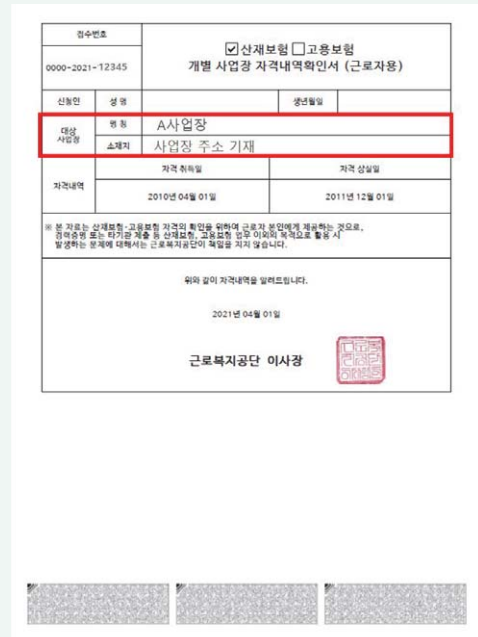 접수번호
0000-2021-12345
☑산재보험 □고용보험
개별 사업장 자격내역확인서 (근로자용)
신청인 성 명 생년월일
대상 사업장 명 칭 A사업장
소재지 사업장 주소 기재
자격내역 자격 취득일 자격 상실일
2010년 04월 01일 2011년 12월 01일
※ 본 자료는 산재보험·고용보험 자격의 확인을 위하여 근로자 본인에게 제공하는 것으로,
경력증명 또는 타기관 제출 등 산재보험, 고용보험 업무 이외의 목적으로 활용 시
발생하는 문제에 대해서는 근로복지공단이 책임을 지지 않습니다.
위와 같이 자격내역을 알려드립니다.
2021년 04월 01일
근로복지공단 이사장